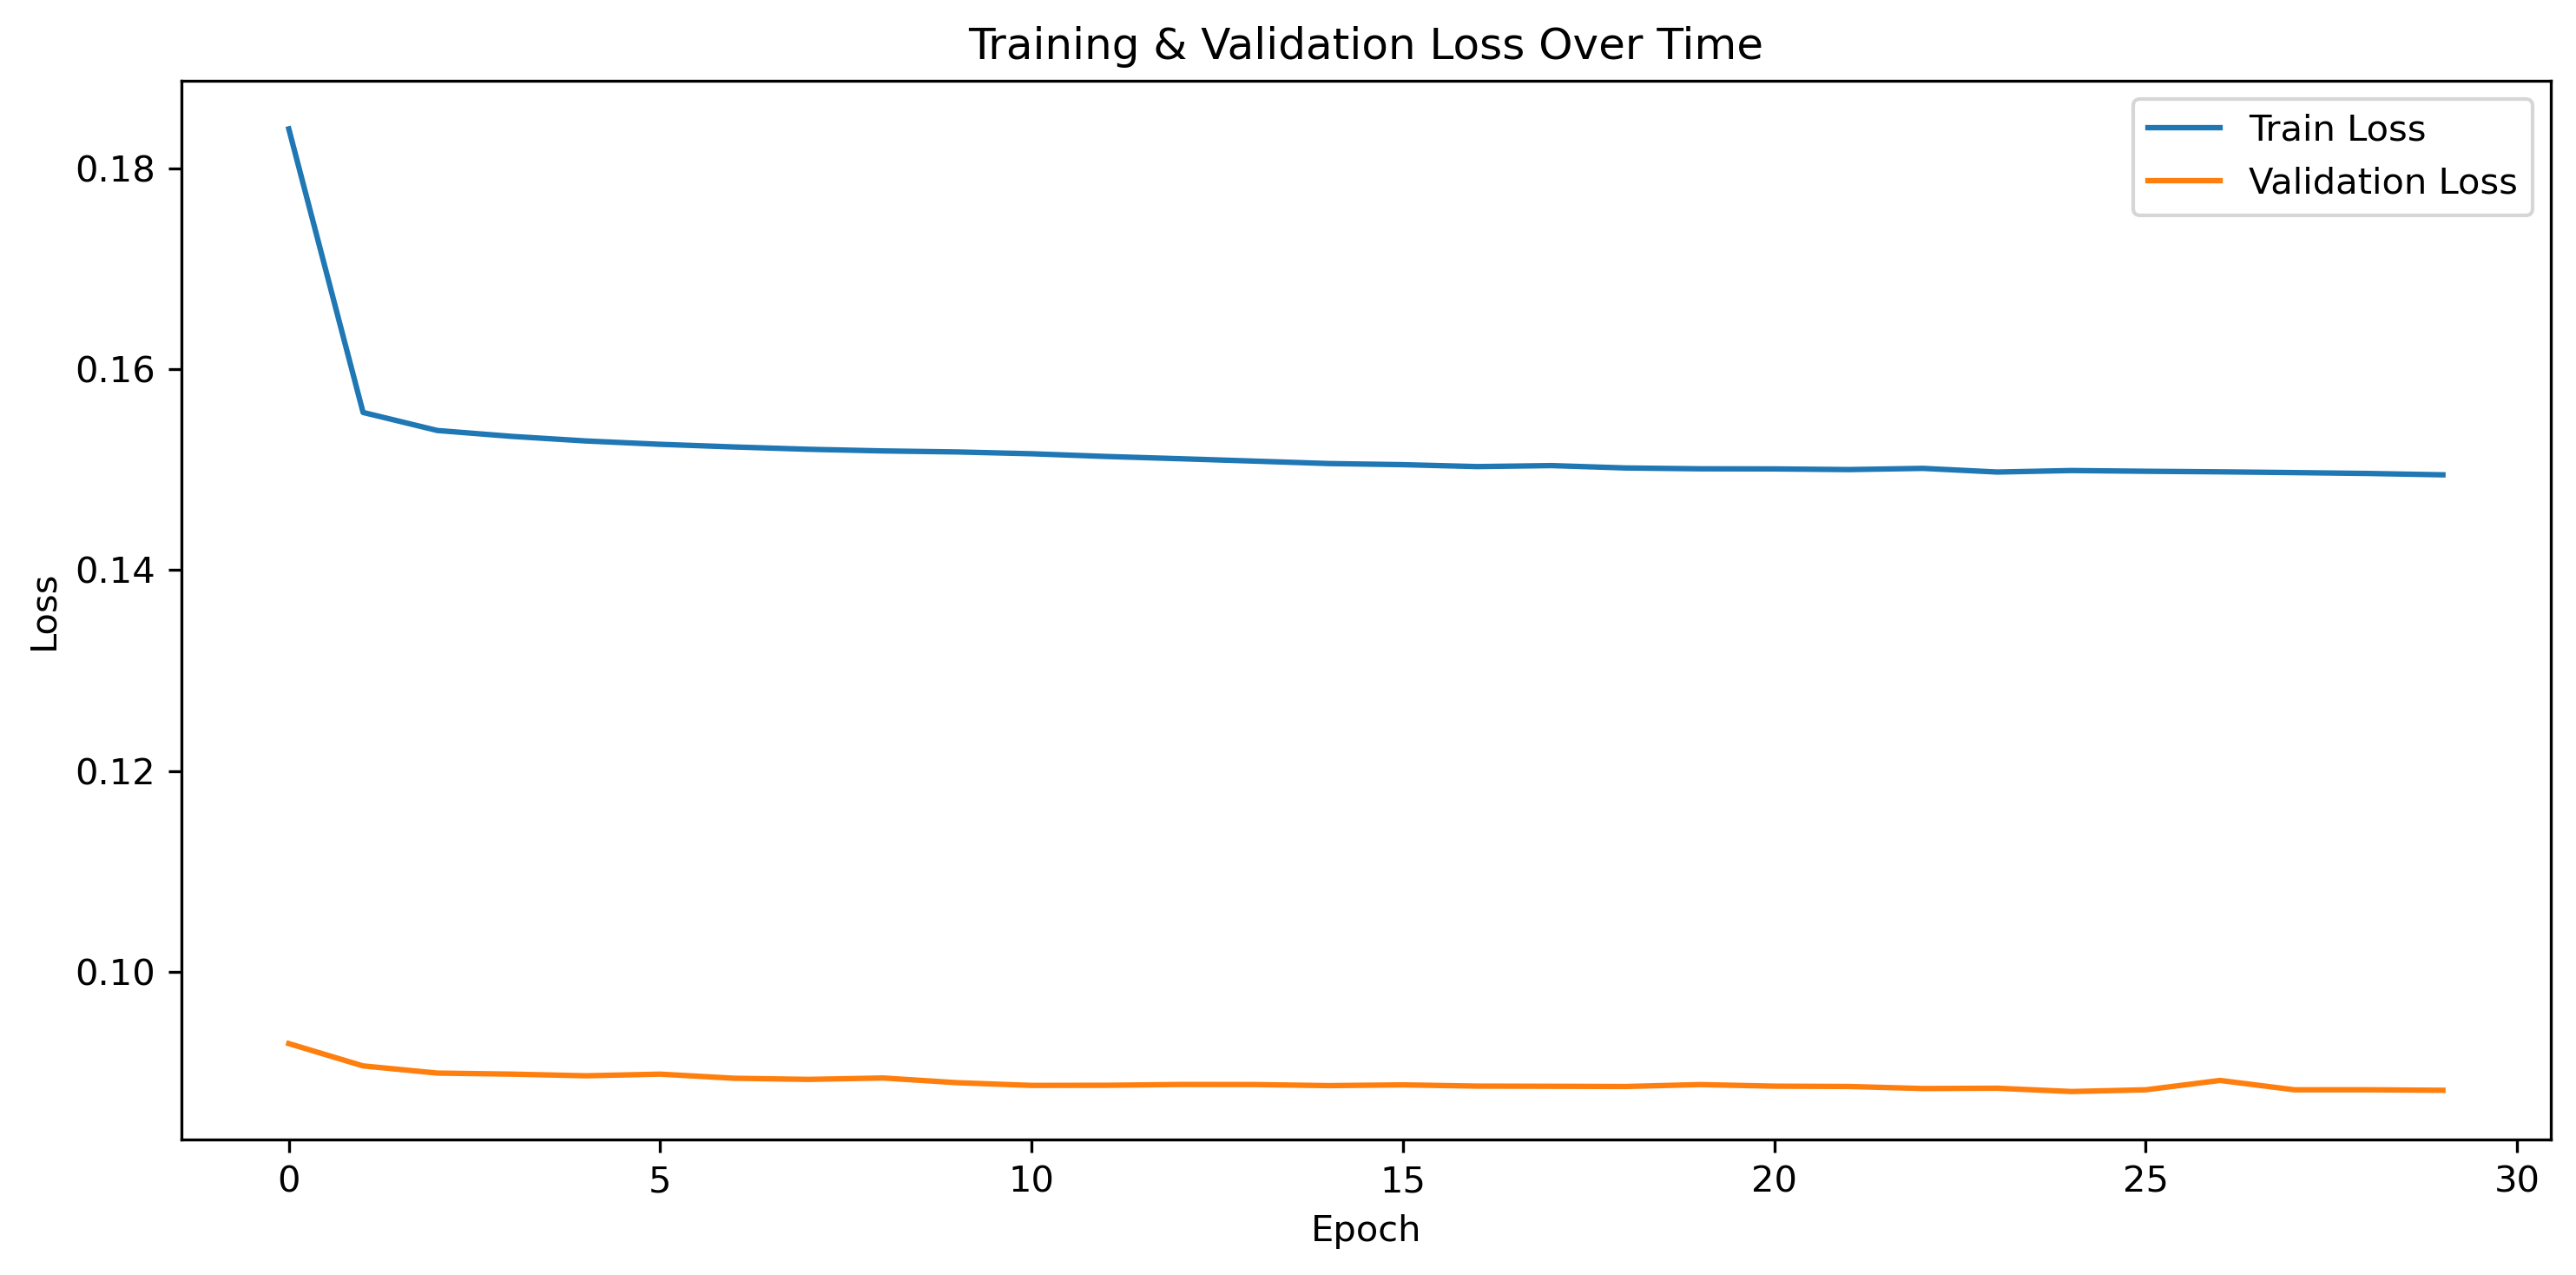 Training & Validation Loss Over Time
Train Loss
Validation Loss
0.18
0.16
0.14
0.12
0.10
Loss
0 5 10 15 20 25 30
Epoch